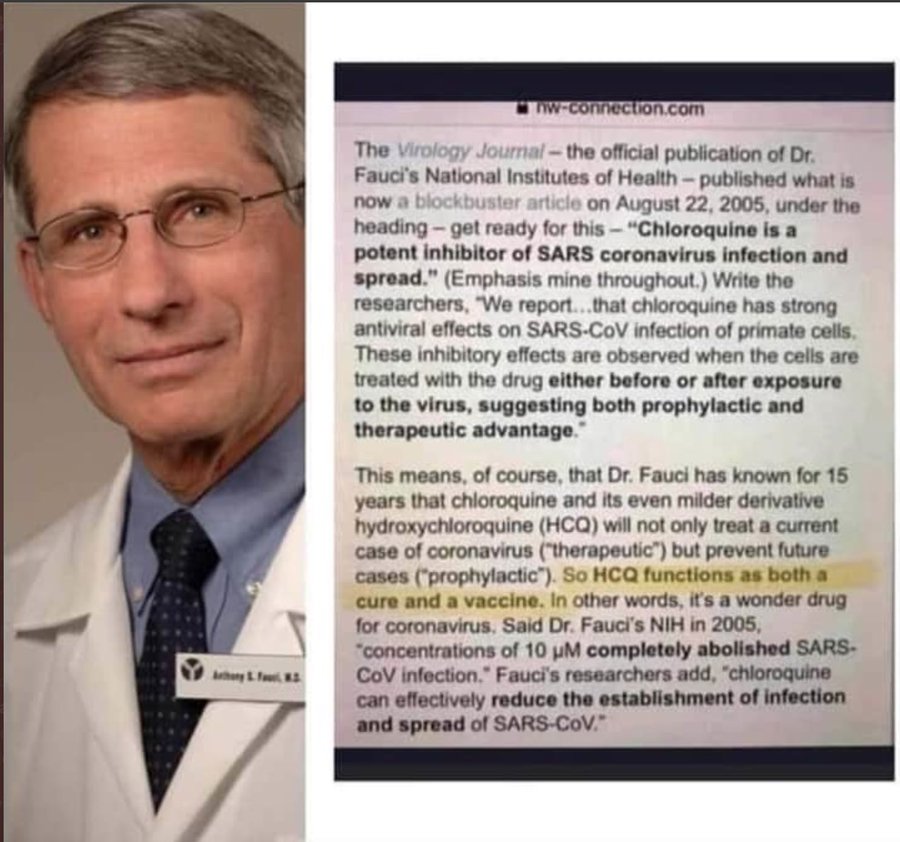 nw-connection.com
The Virology Journal – the official publication of Dr.
Fauci's National Institutes of Health – published what is
now a blockbuster article on August 22, 2005, under the
heading – get ready for this – "Chloroquine is a
potent inhibitor of SARS coronavirus infection and
spread." (Emphasis mine throughout.) Write the
researchers, "We report...that chloroquine has strong
antiviral effects on SARS-CoV infection of primate cells.
These inhibitory effects are observed when the cells are
treated with the drug either before or after exposure
to the virus, suggesting both prophylactic and
therapeutic advantage."
This means, of course, that Dr. Fauci has known for 15
years that chloroquine and its even milder derivative
hydroxychloroquine (HCQ) will not only treat a current
case of coronavirus ("therapeutic") but prevent future
cases ("prophylactic"). So HCQ functions as both a
cure and a vaccine. In other words, it's a wonder drug
for coronavirus. Said Dr. Fauci's NIH in 2005,
"concentrations of 10 μM completely abolished SARS-
CoV infection." Fauci's researchers add, "chloroquine
can effectively reduce the establishment of infection
and spread of SARS-CoV."
Anthony S. Fauci, M.D.